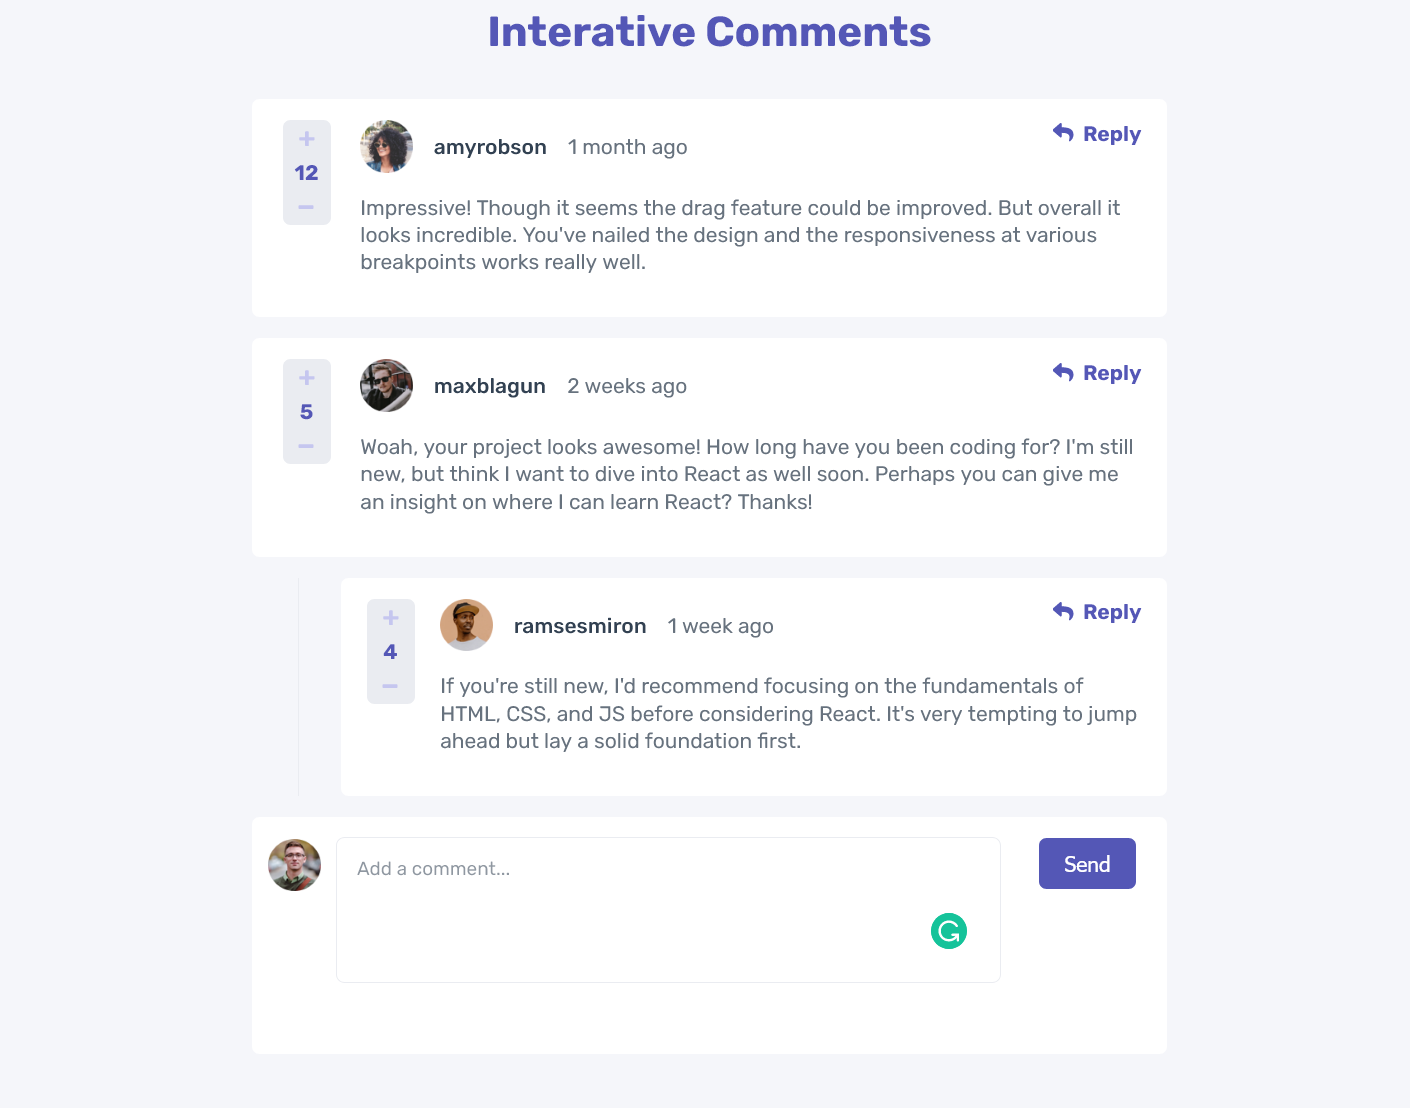 Interative Comments
+
12
−
amyrobson 1 month ago
Reply
Impressive! Though it seems the drag feature could be improved. But overall it
looks incredible. You've nailed the design and the responsiveness at various
breakpoints works really well.
+
5
−
maxblagun 2 weeks ago
Reply
Woah, your project looks awesome! How long have you been coding for? I'm still
new, but think I want to dive into React as well soon. Perhaps you can give me
an insight on where I can learn React? Thanks!
+
4
−
ramsesmiron 1 week ago
Reply
If you're still new, I'd recommend focusing on the fundamentals of
HTML, CSS, and JS before considering React. It's very tempting to jump
ahead but lay a solid foundation first.
Add a comment...
Send